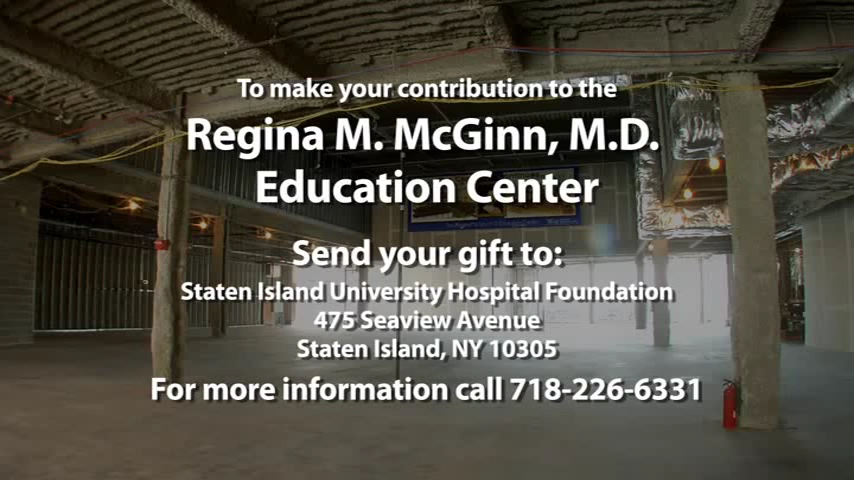 To make your contribution to the
Regina M. McGinn, M.D.
Education Center
Send your gift to:
Staten Island University Hospital Foundation
475 Seaview Avenue
Staten Island, NY 10305
For more information call 718-226-6331